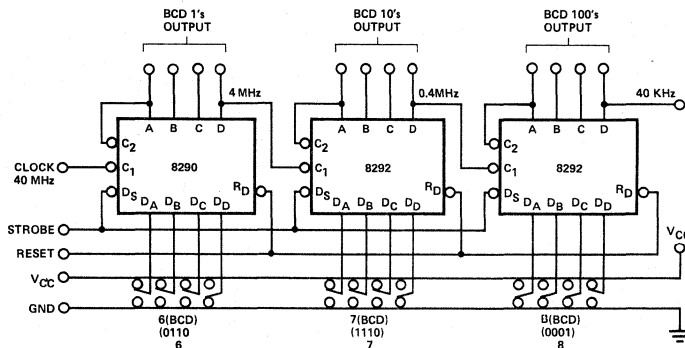 BCD 1's
OUTPUT
BCD 10's
OUTPUT
BCD 100's
OUTPUT
4 MHz
0.4MHz
40 KHz
A B C D
A B C D
A B C D
C2
C2
C2
CLOCK
40 MHz
C1
8290
C1
8292
C1
8292
DS
RD
DS
RD
DS
RD
DA DB DC DD
DA DB DC DD
DA DB DC DD
STROBE
RESET
VCC
VCC
GND
6(BCD)
(0110
6
7(BCD)
(1110)
7
8(BCD)
(0001)
8